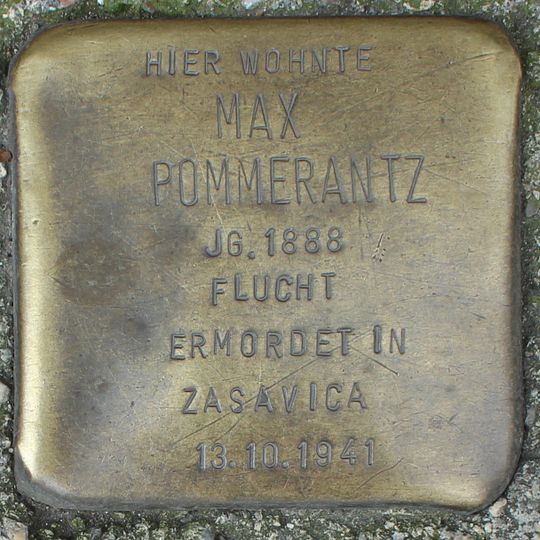 HIER WOHNTE
MAX
POMMERANTZ
JG. 1888
FLUCHT
ERMORDET IN
ZASAVICA
13.10.1941